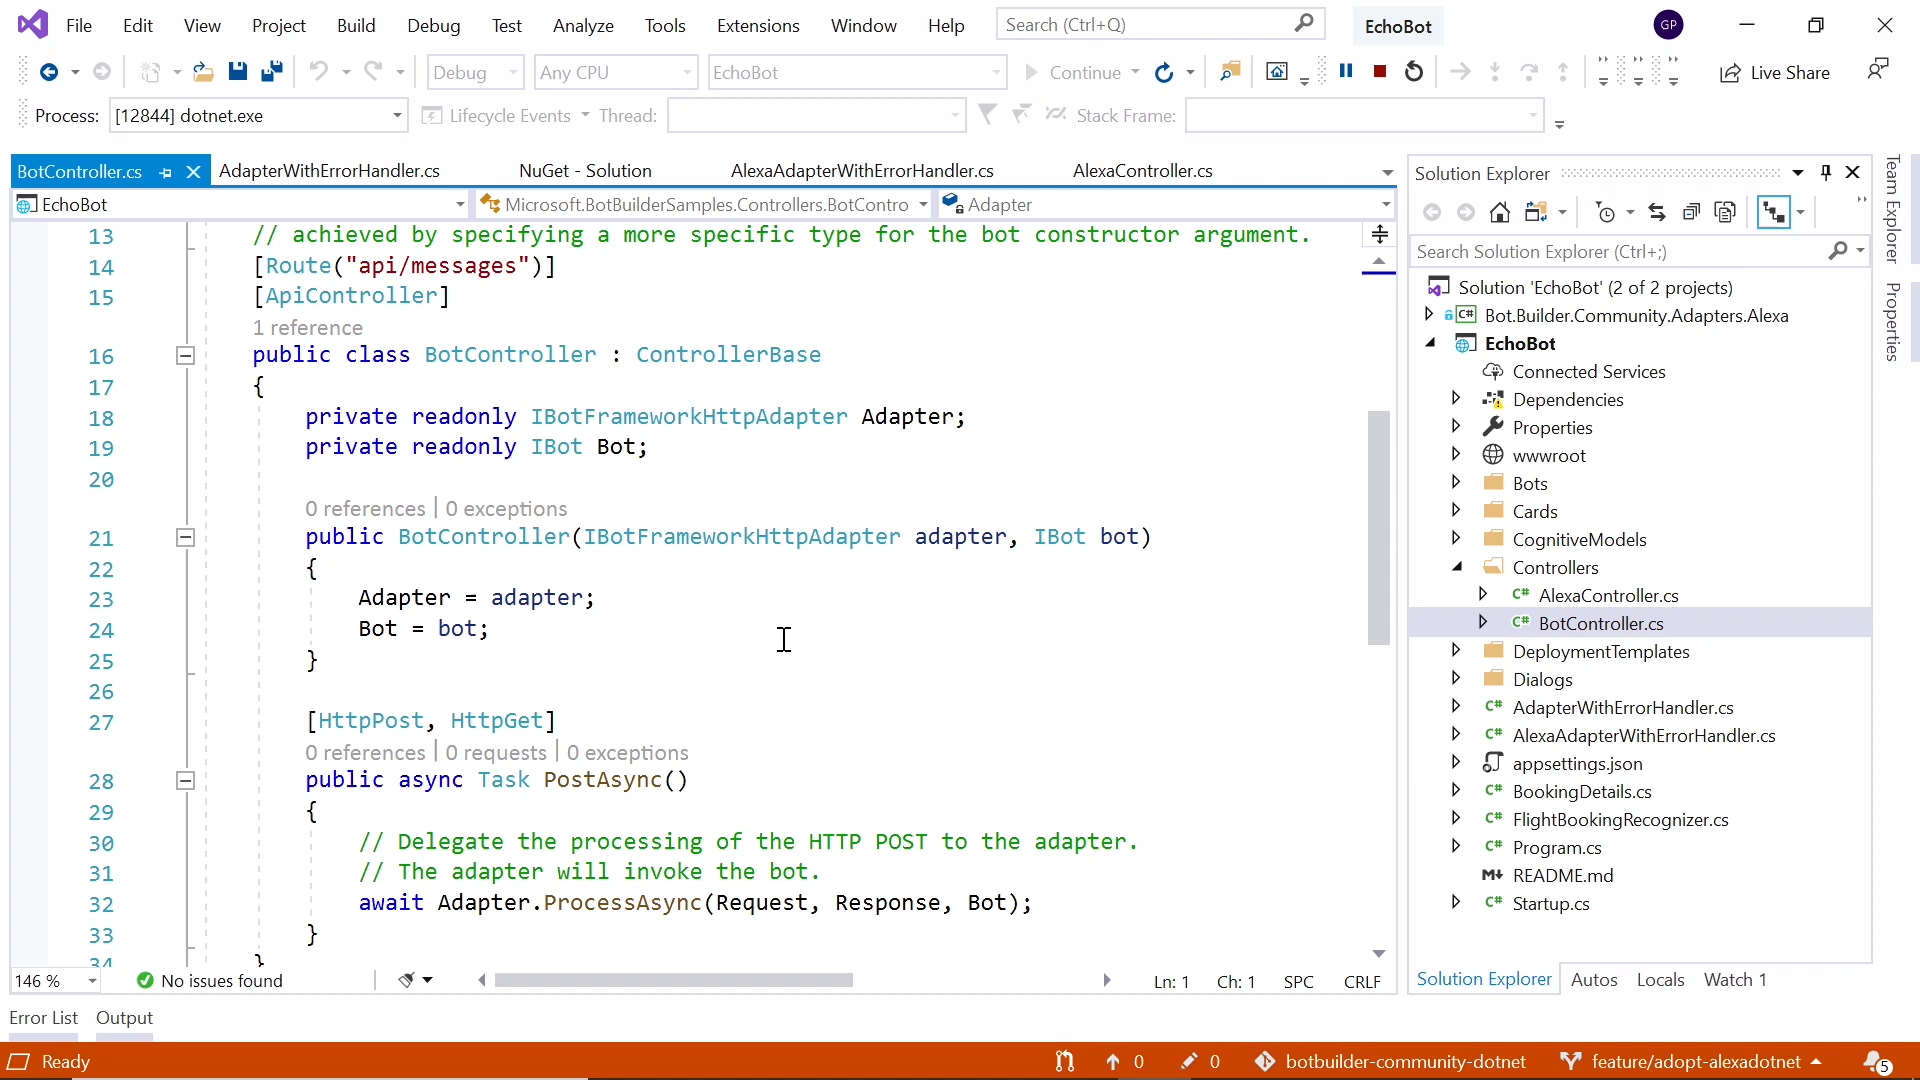 File Edit View Project Build Debug Test Analyze Tools Extensions Window Help Search (Ctrl+Q) EchoBot GP
Debug Any CPU EchoBot Continue Live Share
Process: [12844] dotnet.exe Lifecycle Events Thread: Stack Frame:
BotController.cs AdapterWithErrorHandler.cs NuGet - Solution AlexaAdapterWithErrorHandler.cs AlexaController.cs
EchoBot Microsoft.BotBuilderSamples.Controllers.BotContro Adapter
13 // achieved by specifying a more specific type for the bot constructor argument.
14 [Route("api/messages")]
15 [ApiController]
1 reference
16 public class BotController : ControllerBase
17 {
18 private readonly IBotFrameworkHttpAdapter Adapter;
19 private readonly IBot Bot;
20
0 references | 0 exceptions
21 public BotController(IBotFrameworkHttpAdapter adapter, IBot bot)
22 {
23 Adapter = adapter;
24 Bot = bot;
25 }
26
27 [HttpPost, HttpGet]
0 references | 0 requests | 0 exceptions
28 public async Task PostAsync()
29 {
30 // Delegate the processing of the HTTP POST to the adapter.
31 // The adapter will invoke the bot.
32 await Adapter.ProcessAsync(Request, Response, Bot);
33 }
34 }
146 % No issues found Ln: 1 Ch: 1 SPC CRLF
Solution Explorer
Search Solution Explorer (Ctrl+;)
Solution 'EchoBot' (2 of 2 projects)
C# Bot.Builder.Community.Adapters.Alexa
EchoBot
Connected Services
Dependencies
Properties
wwwroot
Bots
Cards
CognitiveModels
Controllers
C# AlexaController.cs
C# BotController.cs
DeploymentTemplates
Dialogs
C# AdapterWithErrorHandler.cs
C# AlexaAdapterWithErrorHandler.cs
appsettings.json
C# BookingDetails.cs
C# FlightBookingRecognizer.cs
C# Program.cs
M README.md
C# Startup.cs
Solution Explorer Autos Locals Watch 1
Team Explorer
Properties
Error List Output
Ready 0 0 botbuilder-community-dotnet feature/adopt-alexadotnet 5